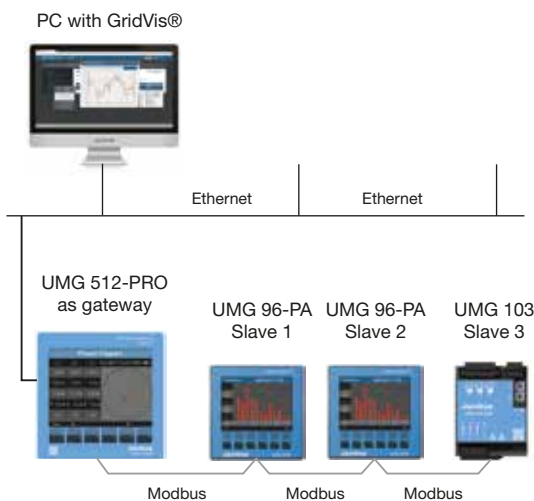 PC with GridVis®
Ethernet
Ethernet
UMG 512-PRO
as gateway
UMG 96-PA
Slave 1
UMG 96-PA
Slave 2
UMG 103
Slave 3
Modbus
Modbus
Modbus